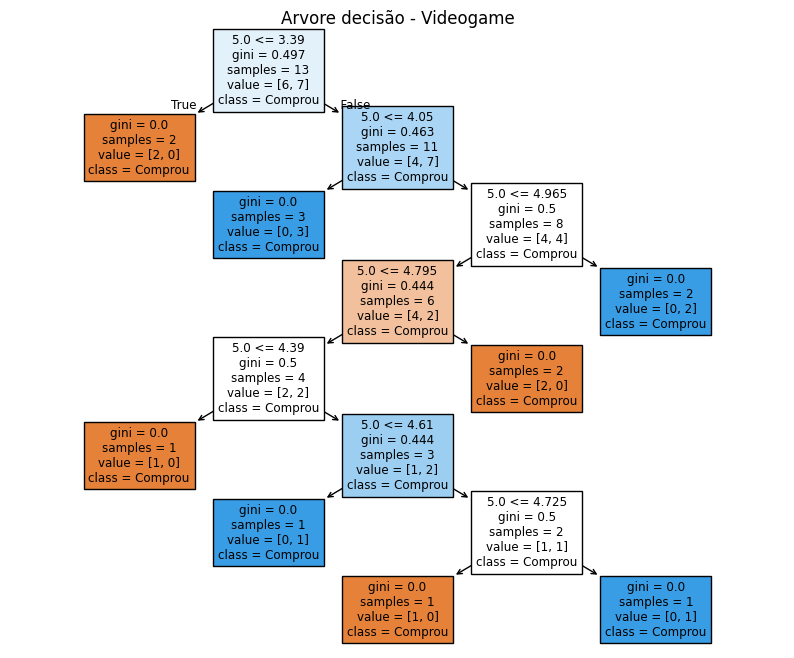 Arvore decisão - Videogame
5.0 <= 3.39
gini = 0.497
samples = 13
value = [6, 7]
class = Comprou
True
False
gini = 0.0
samples = 2
value = [2, 0]
class = Comprou
5.0 <= 4.05
gini = 0.463
samples = 11
value = [4, 7]
class = Comprou
gini = 0.0
samples = 3
value = [0, 3]
class = Comprou
5.0 <= 4.965
gini = 0.5
samples = 8
value = [4, 4]
class = Comprou
5.0 <= 4.795
gini = 0.444
samples = 6
value = [4, 2]
class = Comprou
gini = 0.0
samples = 2
value = [0, 2]
class = Comprou
5.0 <= 4.39
gini = 0.5
samples = 4
value = [2, 2]
class = Comprou
gini = 0.0
samples = 2
value = [2, 0]
class = Comprou
gini = 0.0
samples = 1
value = [1, 0]
class = Comprou
5.0 <= 4.61
gini = 0.444
samples = 3
value = [1, 2]
class = Comprou
gini = 0.0
samples = 1
value = [0, 1]
class = Comprou
5.0 <= 4.725
gini = 0.5
samples = 2
value = [1, 1]
class = Comprou
gini = 0.0
samples = 1
value = [1, 0]
class = Comprou
gini = 0.0
samples = 1
value = [0, 1]
class = Comprou